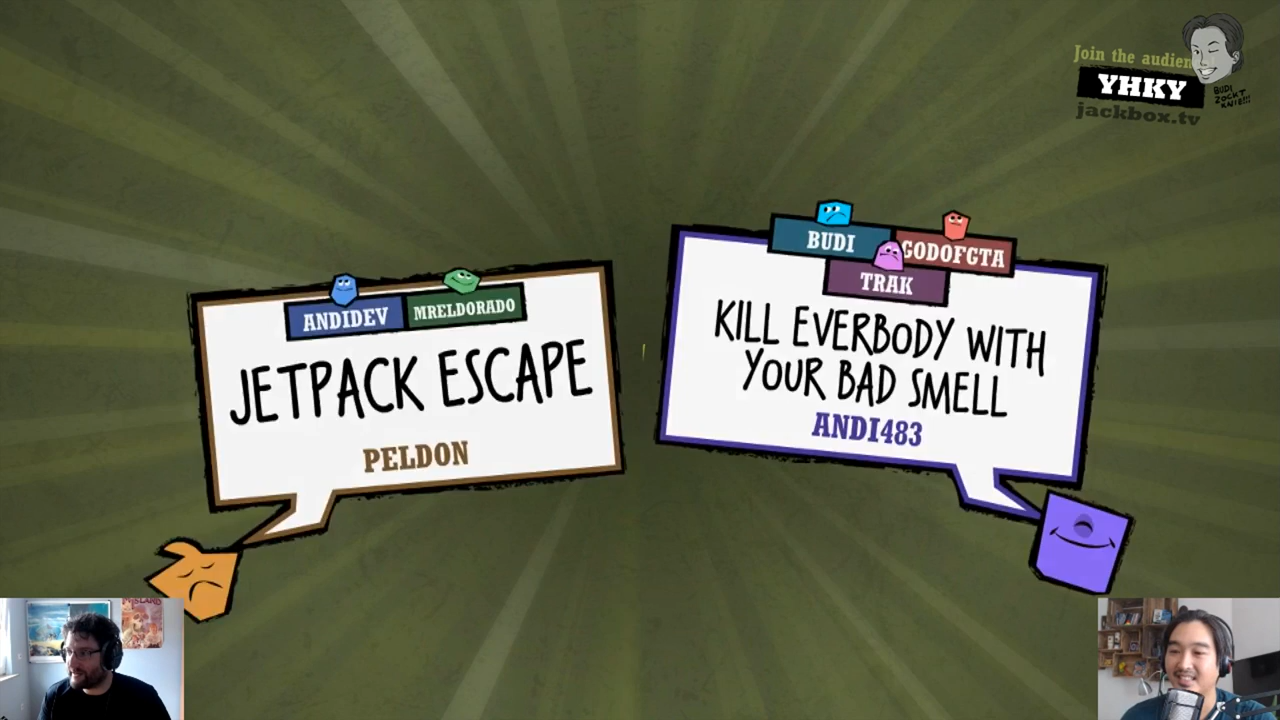 Join the audien
YHKY
jackbox.tv
BUDI
ZOCKT
ANDIDEV
MRELDORADO
JETPACK ESCAPE
PELDON
BUDI
GODOFGTA
TRAK
KILL EVERBODY WITH
YOUR BAD SMELL
ANDI483